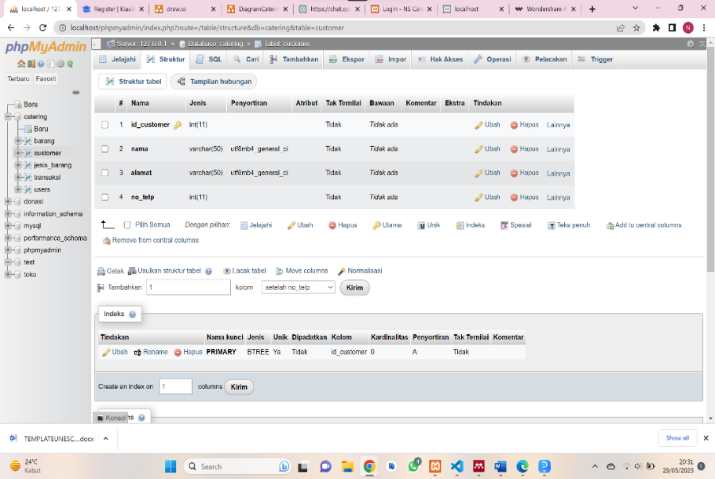 localhost / 127
Register | Kiaal
draw.io
DiagramCatern
https://chat.op
Login - NS Cat
localhost
Wondershare
localhost/phpmyadmin/index.php?route=/table/structure&db=catering&table=customer
phpMyAdmin
Server: 127.0.0.1 » Database: catering » Tabel: customer
Jelajahi Struktur SQL Cari Tambahkan Ekspor Impor Hak Akses Operasi Pelacakan Trigger
Terbaru Favorit
Struktur tabel Tampilan hubungan
Baru
catering
Baru
barang
customer
jenis_barang
transaksi
users
donasi
information_schema
mysql
performance_schema
phpmyadmin
test
toko
# Nama Jenis Penyortiran Atribut Tak Ternilai Bawaan Komentar Ekstra Tindakan
1 id_customer int(11) Tidak Tidak ada Ubah Hapus Lainnya
2 nama varchar(50) utf8mb4_general_ci Tidak Tidak ada Ubah Hapus Lainnya
3 alamat varchar(50) utf8mb4_general_ci Tidak Tidak ada Ubah Hapus Lainnya
4 no_telp int(11) Tidak Tidak ada Ubah Hapus Lainnya
Pilih Semua Dengan pilihan: Jelajahi Ubah Hapus Utama Unik Indeks Spasial Teks penuh Add to central columns
Remove from central columns
Cetak Usulkan struktur tabel Lacak tabel Move columns Normalisasi
Tambahkan 1 kolom setelah no_telp Kirim
Indeks
Tindakan Nama kunci Jenis Unik Dipadatkan Kolom Kardinalitas Penyortiran Tak Ternilai Komentar
Ubah Rename Hapus PRIMARY BTREE Ya Tidak id_customer 0 A Tidak
Create an index on 1 columns Kirim
Konsol
TEMPLATEUNESC....docx
Show all
24°C
Kabut
Search
20:31
29/05/2023